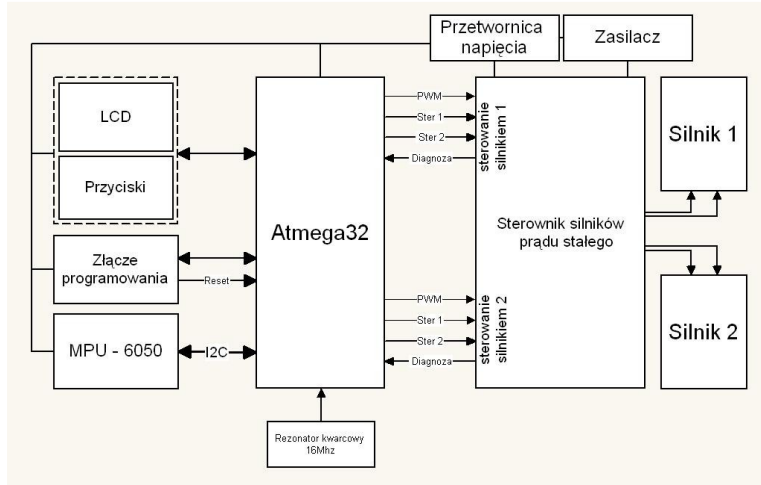 Przetwornica
napięcia
Zasilacz
LCD
Przyciski
Złącze
programowania
Reset
MPU - 6050
I2C
Atmega32
Rezonator kwarcowy
16Mhz
PWM
Ster 1
Ster 2
Diagnoza
sterowanie
silnikiem 1
PWM
Ster 1
Ster 2
Diagnoza
sterowanie
silnikiem 2
Sterownik silników
prądu stałego
Silnik 1
Silnik 2